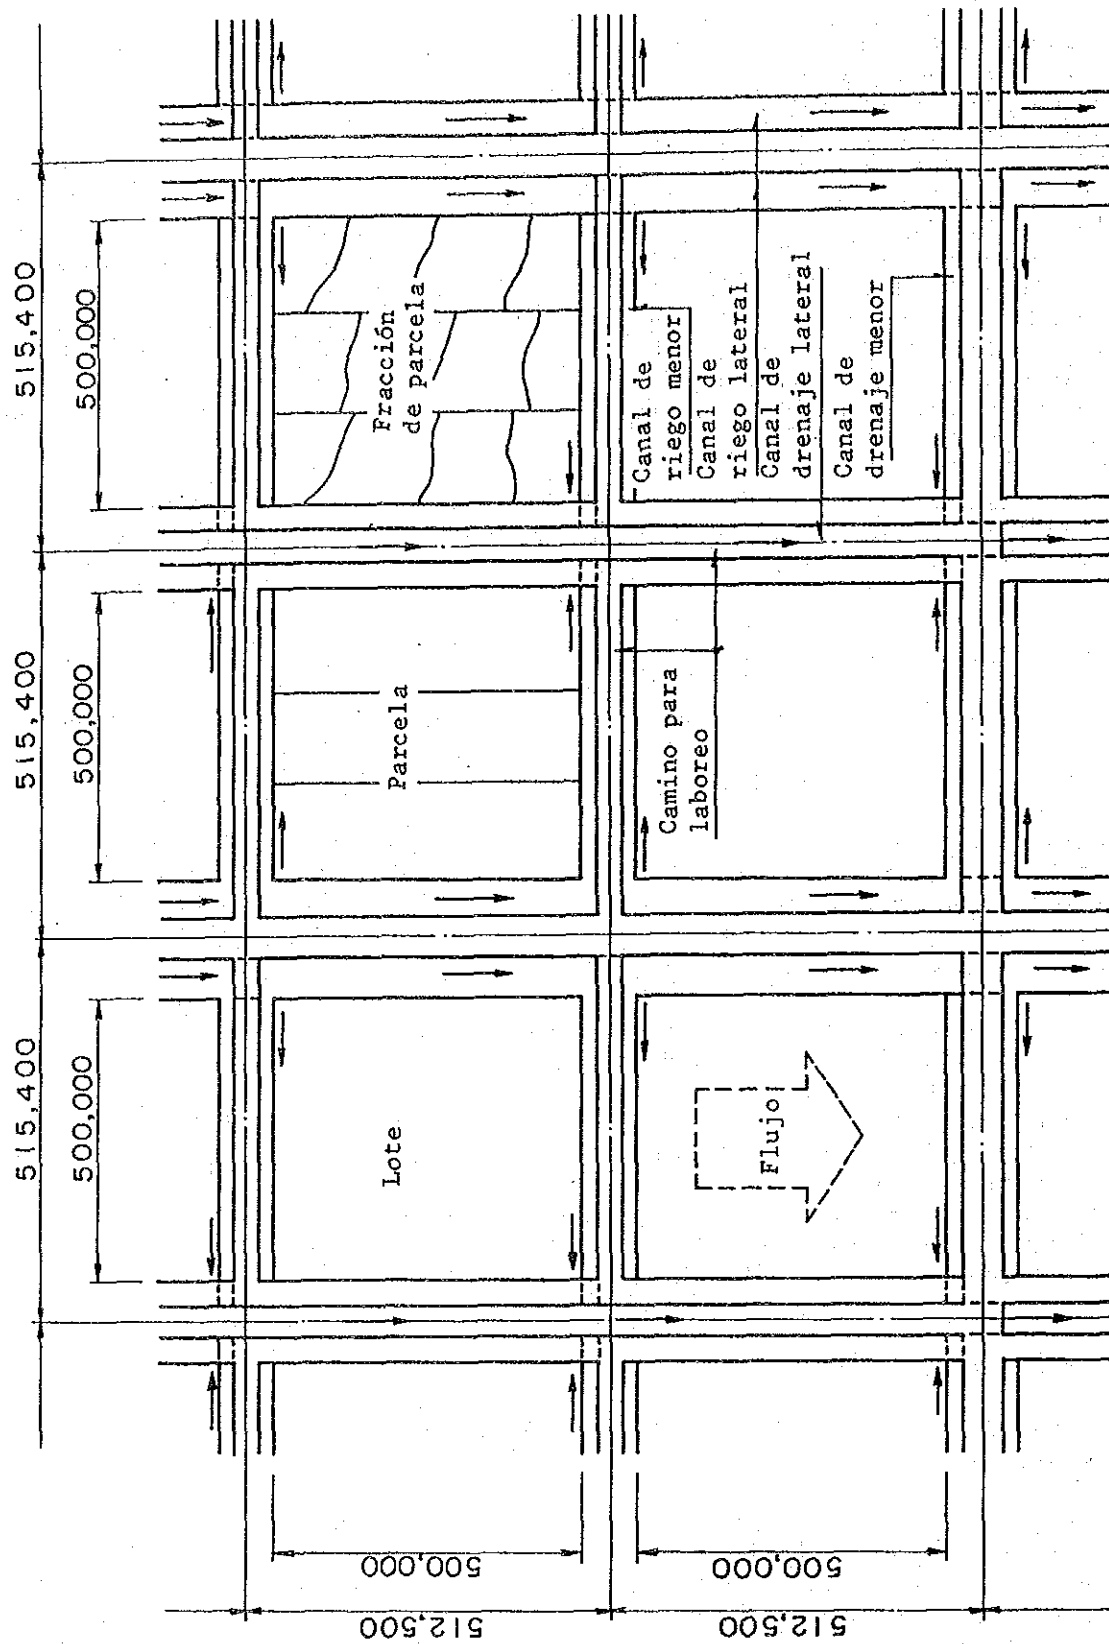 515,400
515,400
515,400
500,000
500,000
500,000
Lote
Parcela
Fracción
de parcela
Flujo
Camino para
laboreo
Canal de
riego menor
Canal de
riego lateral
Canal de
drenaje lateral
Canal de
drenaje menor
500,000
512,500
500,000
512,500